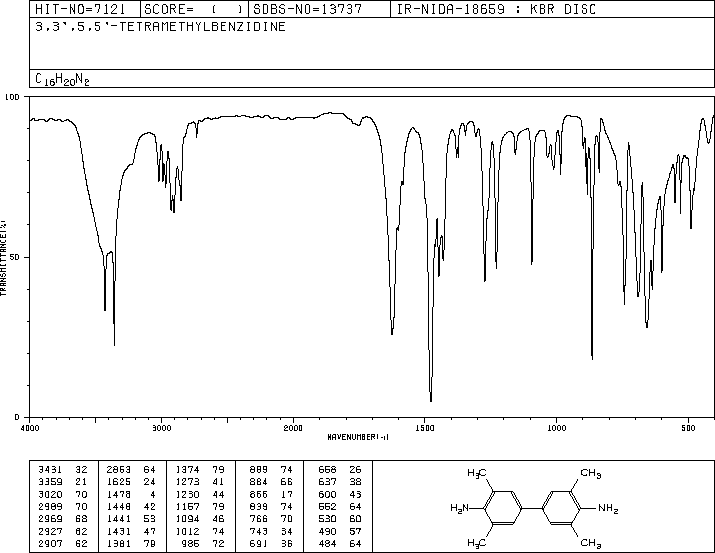 HIT-NO=7121 SCORE= ( ) SDBS-NO=13737 IR-NIDA-18659 : KBR DISC
3,3',5,5'-TETRAMETHYLBENZIDINE
C16H20N2
100
50
0
TRANSMITTANCE(%)
4000 3000 2000 1500 1000 500
WAVENUMBER(-1)
3431 32 2853 64 1374 79 889 74 658 26
3359 21 1625 24 1273 41 884 66 637 38
3020 70 1478 4 1230 44 865 17 600 43
2989 70 1448 42 1157 79 839 74 552 64
2969 68 1441 53 1094 46 766 70 530 60
2927 62 1431 47 1012 74 743 34 490 57
2907 62 1381 79 985 72 691 36 484 64
H3C CH3
H2N NH2
CH3 H3C